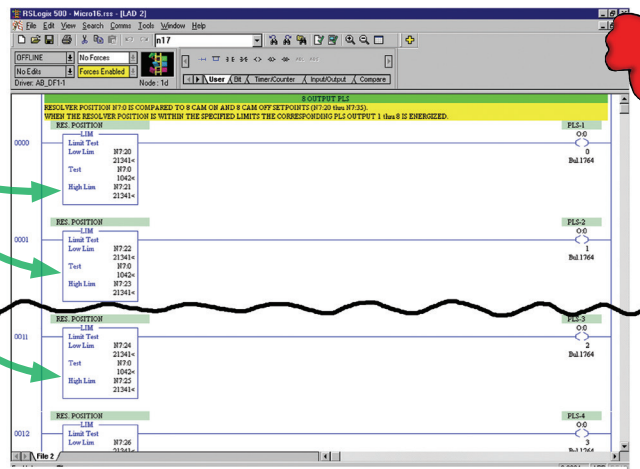 RSLogix 500 - Micro16.rss - [LAD 2]
File Edit View Search Comms Tools Window Help
n17
OFFLINE No Forces
No Edits Forces Enabled
Driver: AB_DF1-1 Node: 1d
User Bit Timer/Counter Input/Output Compare
8 OUTPUT PLS
RESOLVER POSITION N7:0 IS COMPARED TO 8 CAM ON AND 8 CAM OFF SETPOINTS (N7:20 thru N7:35).
WHEN THE RESOLVER POSITION IS WITHIN THE SPECIFIED LIMITS THE CORRESPONDING PLS OUTPUT 1 thru 8 IS ENERGIZED.
RES. POSITION PLS-1
LIM O:0
0000 Limit Test
Low Lim N7:20 0
21341< Bul.1764
Test N7:0
1042<
High Lim N7:21
21341<
RES. POSITION PLS-2
LIM O:0
0001 Limit Test
Low Lim N7:22 1
21341< Bul.1764
Test N7:0
1042<
High Lim N7:23
21341<
RES. POSITION PLS-3
LIM O:0
0011 Limit Test
Low Lim N7:24 2
21341< Bul.1764
Test N7:0
1042<
High Lim N7:25
21341<
RES. POSITION PLS-4
LIM O:0
0012 Limit Test
Low Lim N7:26 3
21341< Bul.1764
File 2